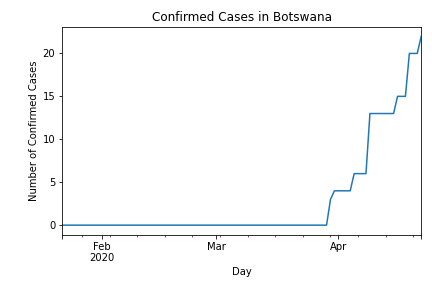 Confirmed Cases in Botswana
Number of Confirmed Cases
20
15
10
5
0
Feb
2020
Mar
Apr
Day